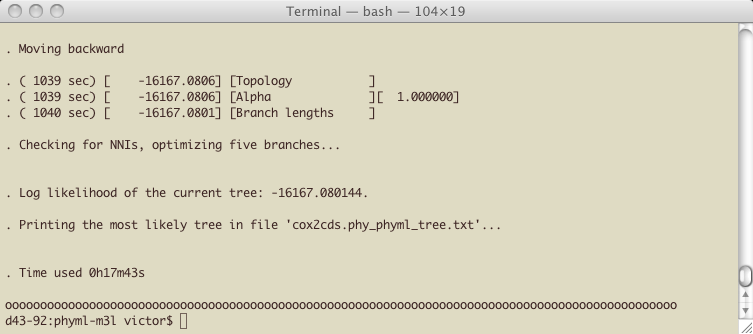 Terminal — bash — 104×19
. Moving backward
. ( 1039 sec) [    -16167.0806] [Topology            ]
. ( 1039 sec) [    -16167.0806] [Alpha               ][  1.000000]
. ( 1040 sec) [    -16167.0801] [Branch lengths      ]
. Checking for NNIs, optimizing five branches...
. Log likelihood of the current tree: -16167.080144.
. Printing the most likely tree in file 'cox2cds.phy_phyml_tree.txt'...
. Time used 0h17m43s
oooooooooooooooooooooooooooooooooooooooooooooooooooooooooooooooooooooooooooooooooooooooooooooooo
d43-92:phyml-m3l victor$